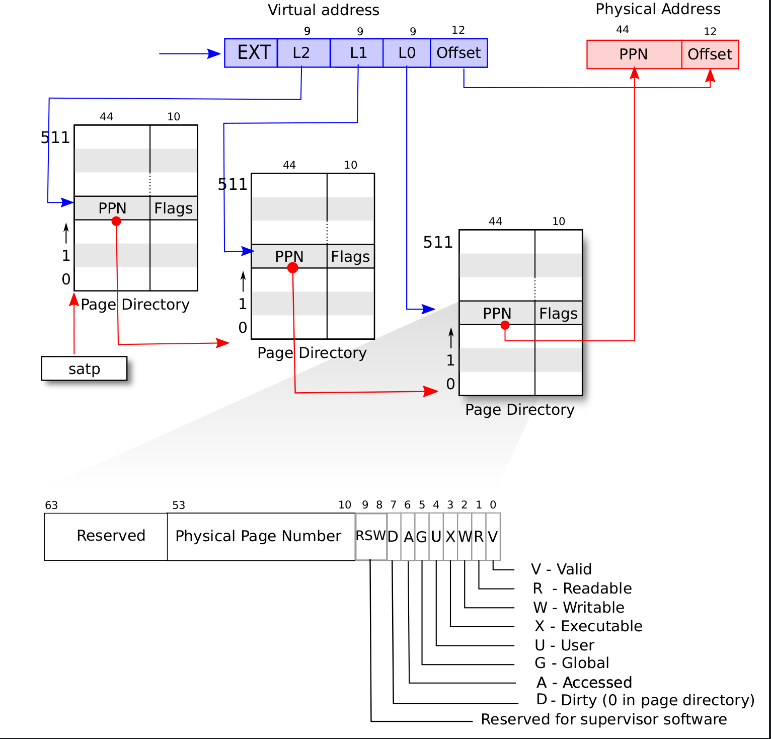 Virtual address
Physical Address
9 9 9 12
EXT L2 L1 L0 Offset
44 12
PPN Offset
44 10
511
PPN Flags
1
0
Page Directory
satp
44 10
511
PPN Flags
1
0
Page Directory
44 10
511
PPN Flags
1
0
Page Directory
63 53 10 9 8 7 6 5 4 3 2 1 0
Reserved Physical Page Number RSW D A G U X W R V
V - Valid
R - Readable
W - Writable
X - Executable
U - User
G - Global
A - Accessed
D - Dirty (0 in page directory)
Reserved for supervisor software